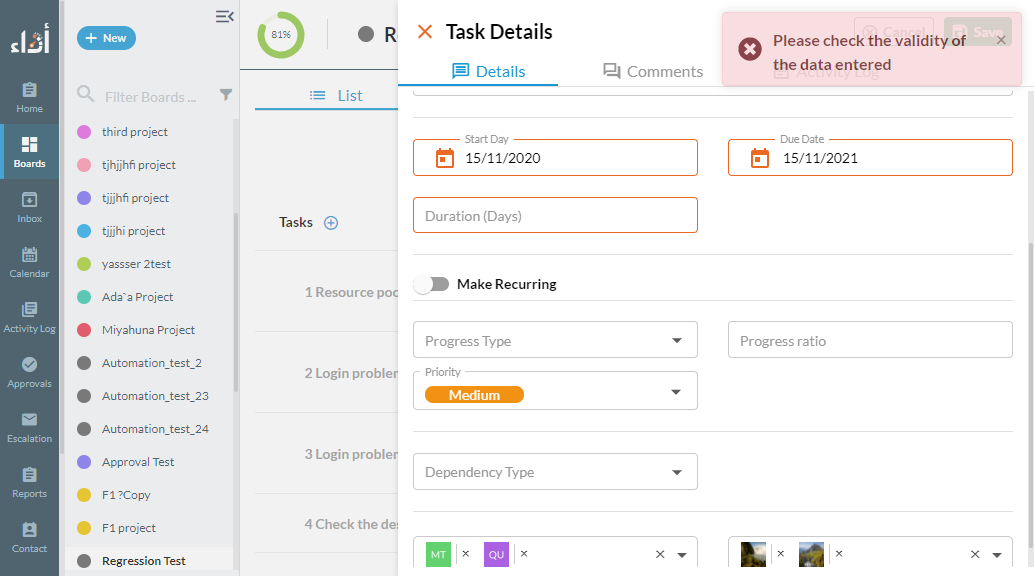 أداء
Home
Boards
Inbox
Calendar
Activity Log
Approvals
Escalation
Reports
Contact
+ New
Filter Boards ...
third project
tjhjjhfi project
tjjjhfi project
tjjjhi project
yassser 2test
Ada`a Project
Miyahuna Project
Automation_test_2
Automation_test_23
Automation_test_24
Approval Test
F1 ?Copy
F1 project
Regression Test
81%
R
List
Tasks
1 Resource poo
2 Login probler
3 Login probler
4 Check the des
Task Details
Cancel
Save
Please check the validity of
the data entered
Details
Comments
Activity Log
Start Day
15/11/2020
Due Date
15/11/2021
Duration (Days)
Make Recurring
Progress Type
Progress ratio
Priority
Medium
Dependency Type
MT
QU